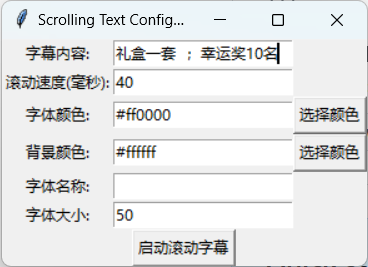 Scrolling Text Config...
字幕内容: 礼盒一套 ；幸运奖10名
滚动速度(毫秒): 40
字体颜色: #ff0000 选择颜色
背景颜色: #ffffff 选择颜色
字体名称:
字体大小: 50
启动滚动字幕